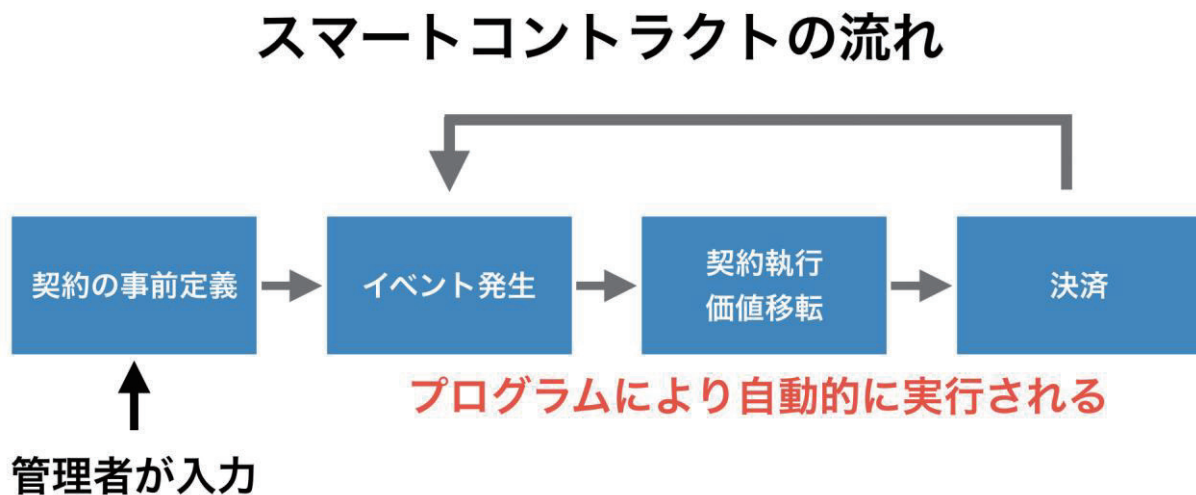 スマートコントラクトの流れ
契約の事前定義
イベント発生
契約執行
価値移転
決済
プログラムにより自動的に実行される
管理者が入力